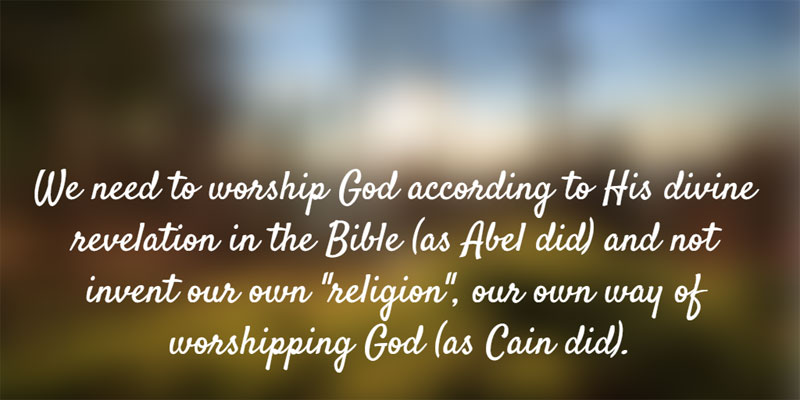 We need to worship God according to His divine
revelation in the Bible (as Abel did) and not
invent our own "religion", our own way of
worshipping God (as Cain did).